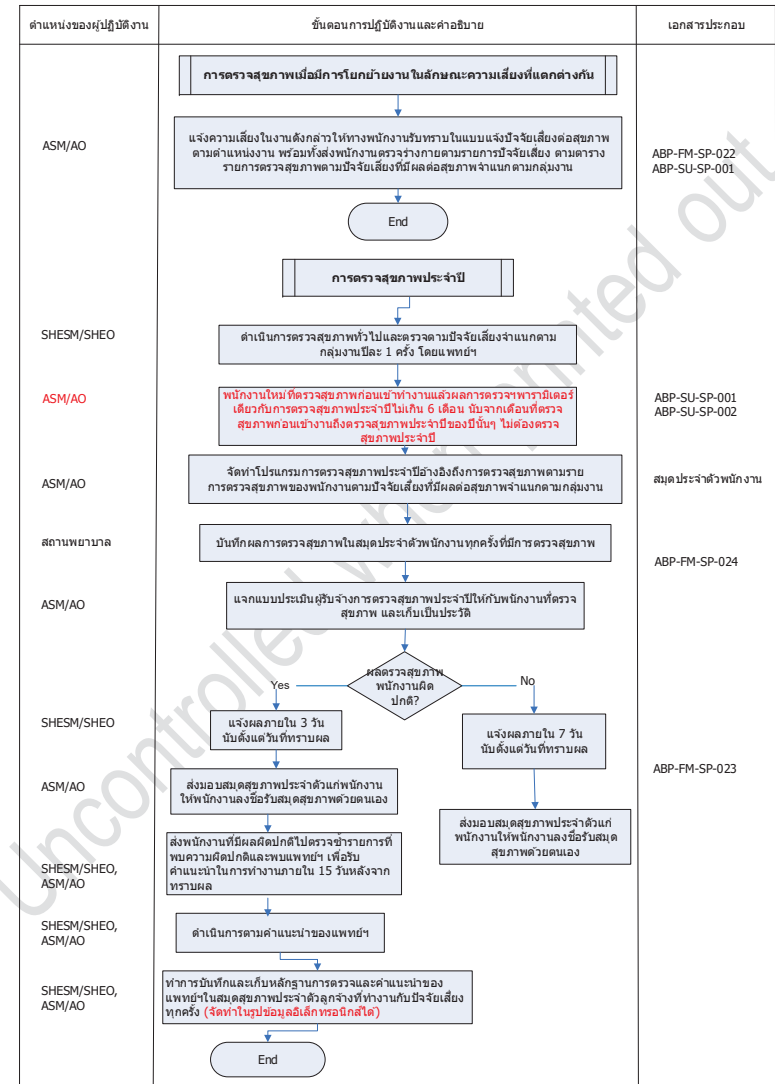 ตำแหน่งของผู้ปฏิบัติงาน
ขั้นตอนการปฏิบัติงานและคำอธิบาย
เอกสารประกอบ
การตรวจสุขภาพเมื่อมีการโยกย้ายงานในลักษณะความเสี่ยงที่แตกต่างกัน
ASM/AO
แจ้งความเสี่ยงในงานดังกล่าวให้ทางพนักงานรับทราบในแบบแจ้งปัจจัยเสี่ยงต่อสุขภาพ
ตามตำแหน่งงาน พร้อมทั้งส่งพนักงานตรวจร่างกายตามรายการปัจจัยเสี่ยง ตามตาราง
รายการตรวจสุขภาพตามปัจจัยเสี่ยงที่มีผลต่อสุขภาพจำแนกตามกลุ่มงาน
ABP-FM-SP-022
ABP-SU-SP-001
End
การตรวจสุขภาพประจำปี
SHESM/SHEO
ดำเนินการตรวจสุขภาพทั่วไปและตรวจตามปัจจัยเสี่ยงจำแนกตาม
กลุ่มงานปีละ 1 ครั้ง โดยแพทย์ฯ
ASM/AO
พนักงานใหม่ที่ตรวจสุขภาพก่อนเข้าทำงานแล้วผลการตรวจฯพารามิเตอร์
เดียวกับการตรวจสุขภาพประจำปีไม่เกิน 6 เดือน นับจากเดือนที่ตรวจ
สุขภาพก่อนเข้างานถึงตรวจสุขภาพประจำปีของปีนั้นๆ ไม่ต้องตรวจ
สุขภาพประจำปี
ABP-SU-SP-001
ABP-SU-SP-002
ASM/AO
จัดทำโปรแกรมการตรวจสุขภาพประจำปีอ้างอิงถึงการตรวจสุขภาพตามราย
การตรวจสุขภาพของพนักงานตามปัจจัยเสี่ยงที่มีผลต่อสุขภาพจำแนกตามกลุ่มงาน
สมุดประจำตัวพนักงาน
สถานพยาบาล
บันทึกผลการตรวจสุขภาพในสมุดประจำตัวพนักงานทุกครั้งที่มีการตรวจสุขภาพ
ABP-FM-SP-024
ASM/AO
แจกแบบประเมินผู้รับจ้างการตรวจสุขภาพประจำปีให้กับพนักงานที่ตรวจ
สุขภาพ และเก็บเป็นประวัติ
ผลตรวจสุขภาพ
พนักงานผิด
ปกติ?
Yes
No
SHESM/SHEO
แจ้งผลภายใน 3 วัน
นับตั้งแต่วันที่ทราบผล
แจ้งผลภายใน 7 วัน
นับตั้งแต่วันที่ทราบผล
ABP-FM-SP-023
ASM/AO
ส่งมอบสมุดสุขภาพประจำตัวแก่พนักงาน
ให้พนักงานลงชื่อรับสมุดสุขภาพด้วยตนเอง
ส่งมอบสมุดสุขภาพประจำตัวแก่
พนักงานให้พนักงานลงชื่อรับสมุด
สุขภาพด้วยตนเอง
SHESM/SHEO,
ASM/AO
ส่งพนักงานที่มีผลผิดปกติไปตรวจซ้ำรายการที่
พบความผิดปกติและพบแพทย์ฯ เพื่อรับ
คำแนะนำในการทำงานภายใน 15 วันหลังจาก
ทราบผล
SHESM/SHEO,
ASM/AO
ดำเนินการตามคำแนะนำของแพทย์ฯ
SHESM/SHEO,
ASM/AO
ทำการบันทึกและเก็บหลักฐานการตรวจและคำแนะนำของ
แพทย์ฯในสมุดสุขภาพประจำตัวลูกจ้างที่ทำงานกับปัจจัยเสี่ยง
ทุกครั้ง (จัดทำในรูปข้อมูลอิเล็กทรอนิกส์ได้)
End
Uncontrolled when printed out